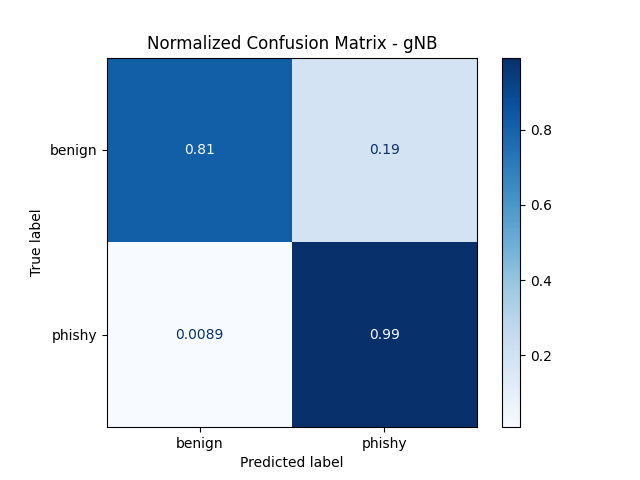 Normalized Confusion Matrix - gNB
True label
benign
phishy
0.81
0.19
0.0089
0.99
benign
phishy
Predicted label
0.8
0.6
0.4
0.2